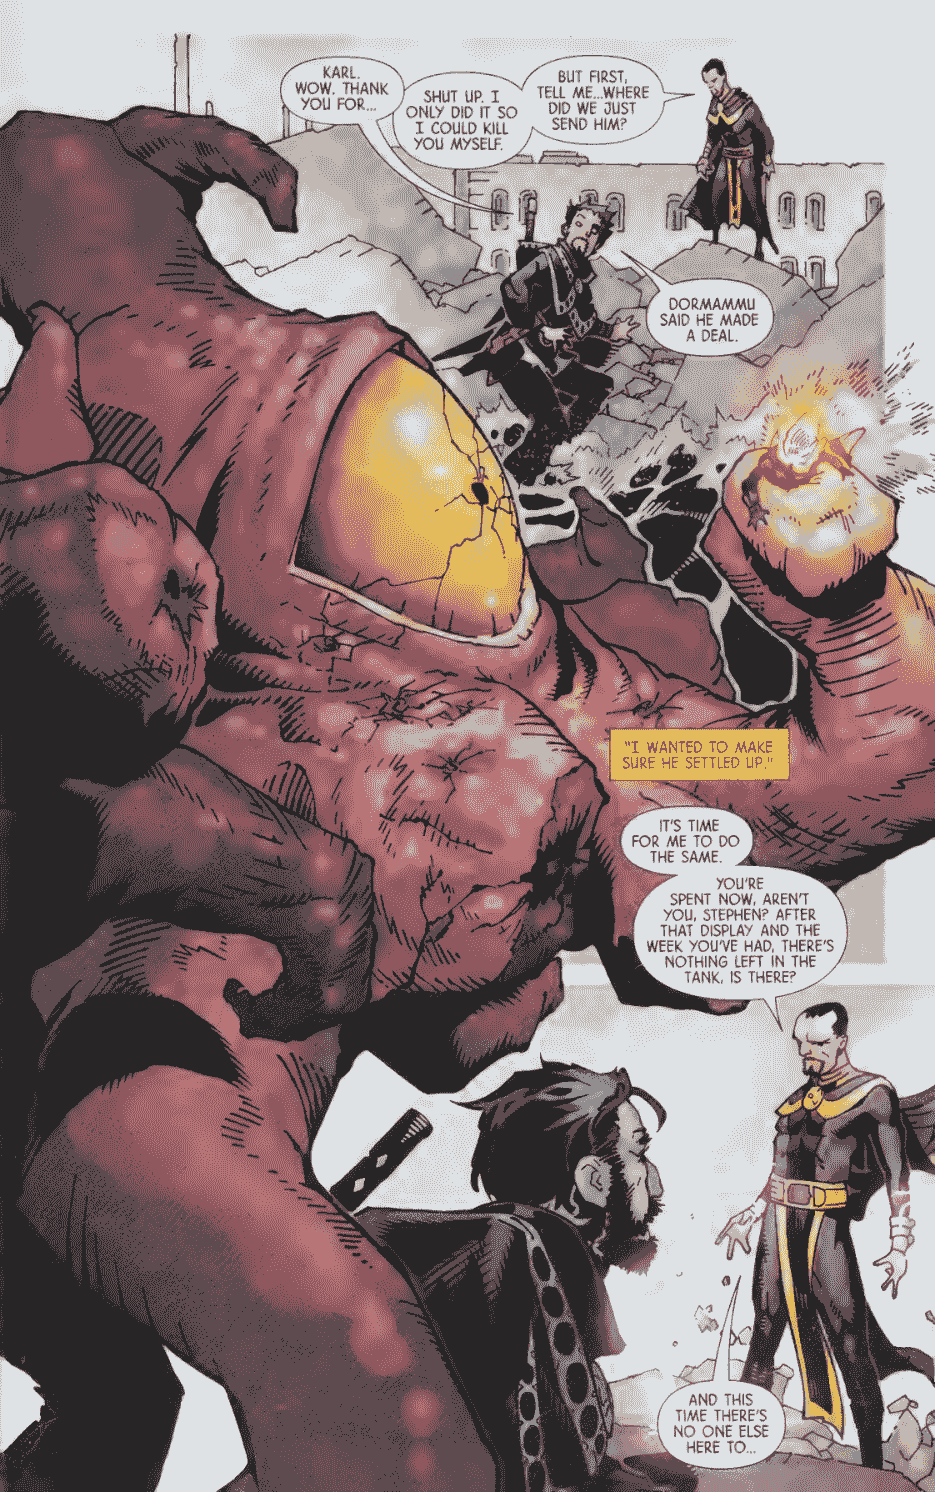 KARL.
WOW. THANK
YOU FOR...
SHUT UP. I
ONLY DID IT SO
I COULD KILL
YOU MYSELF.
BUT FIRST,
TELL ME...WHERE
DID WE JUST
SEND HIM?
DORMAMMU
SAID HE MADE
A DEAL.
"I WANTED TO MAKE
SURE HE SETTLED UP."
IT'S TIME
FOR ME TO DO
THE SAME.
YOU'RE
SPENT NOW, AREN'T
YOU, STEPHEN? AFTER
THAT DISPLAY AND THE
WEEK YOU'VE HAD, THERE'S
NOTHING LEFT IN THE
TANK, IS THERE?
AND THIS
TIME THERE'S
NO ONE ELSE
HERE TO...